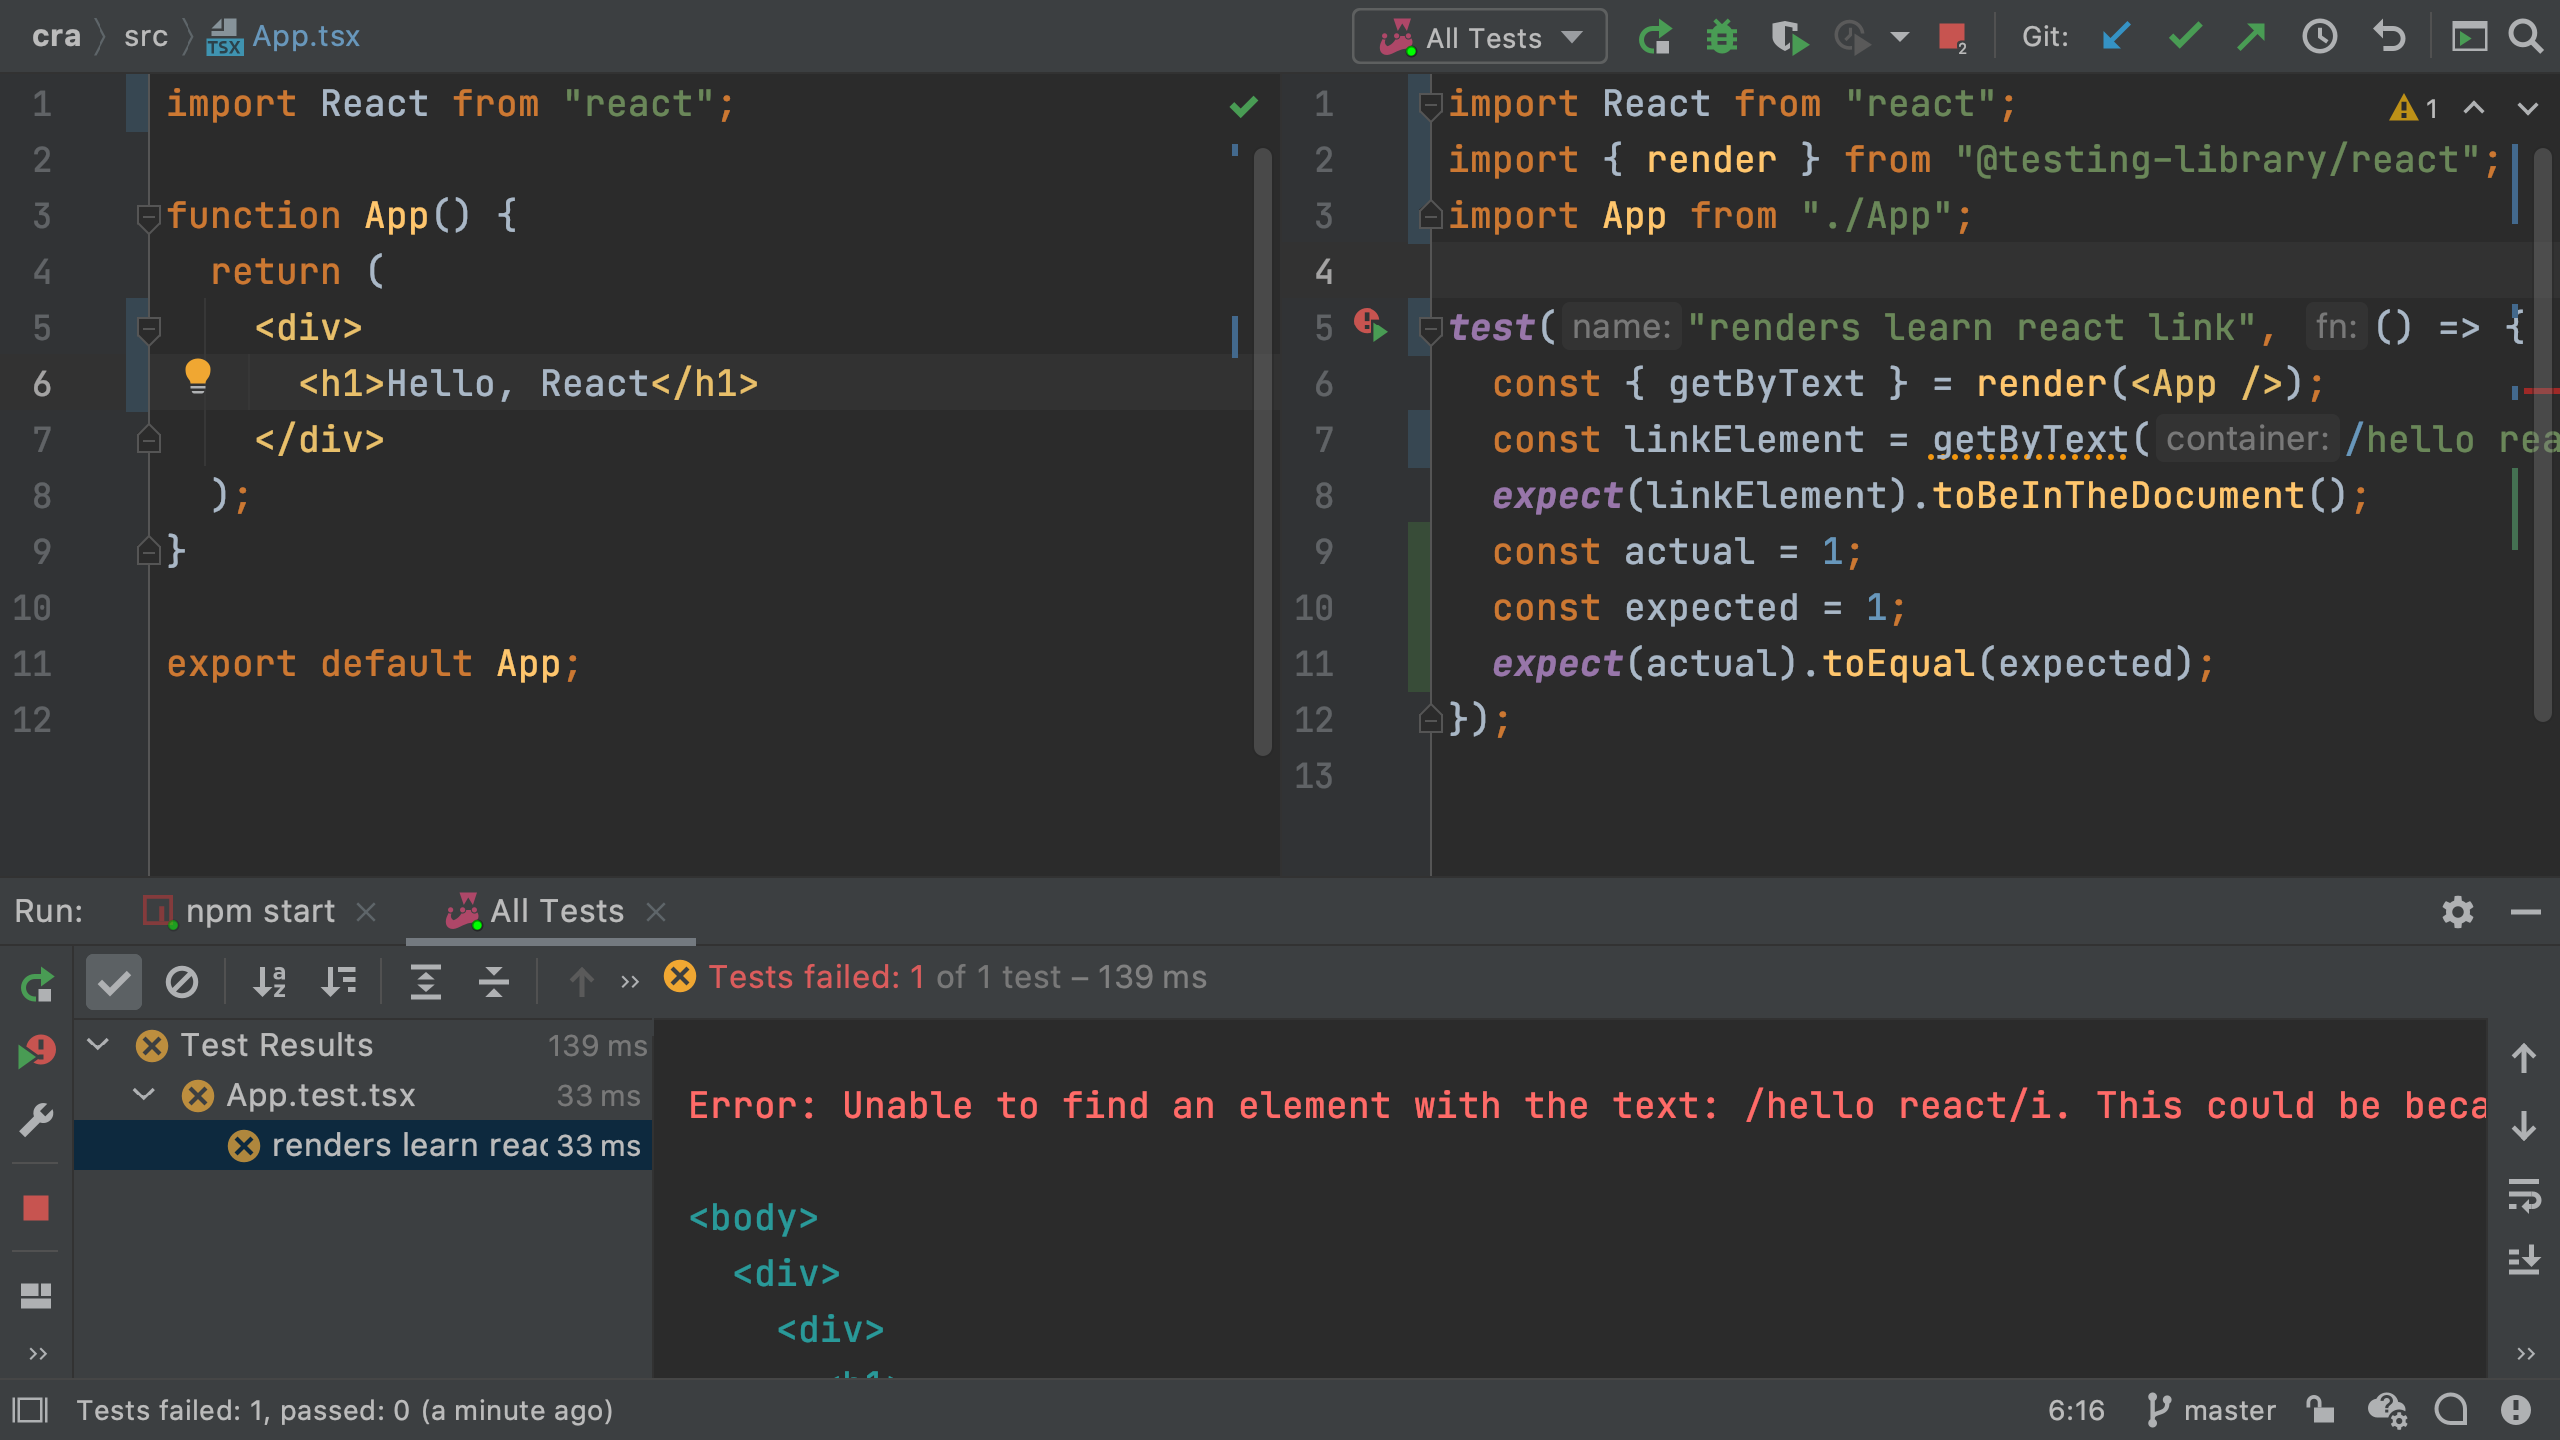 cra src TSX App.tsx
All Tests 2 Git:
1 import React from "react";
2
3 function App() {
4 return (
5 <div>
6 <h1>Hello, React</h1>
7 </div>
8 );
9 }
10
11 export default App;
12
1 import React from "react"; 1
2 import { render } from "@testing-library/react";
3 import App from "./App";
4
5 test( name: "renders learn react link", fn: () => {
6 const { getByText } = render(<App />);
7 const linkElement = getByText( container: /hello rea
8 expect(linkElement).toBeInTheDocument();
9 const actual = 1;
10 const expected = 1;
11 expect(actual).toEqual(expected);
12 });
13
Run: npm start All Tests
Tests failed: 1 of 1 test – 139 ms
Test Results 139 ms
App.test.tsx 33 ms
renders learn reac 33 ms
Error: Unable to find an element with the text: /hello react/i. This could be beca
<body>
<div>
<div>
<h1>
Tests failed: 1, passed: 0 (a minute ago)
6:16 master